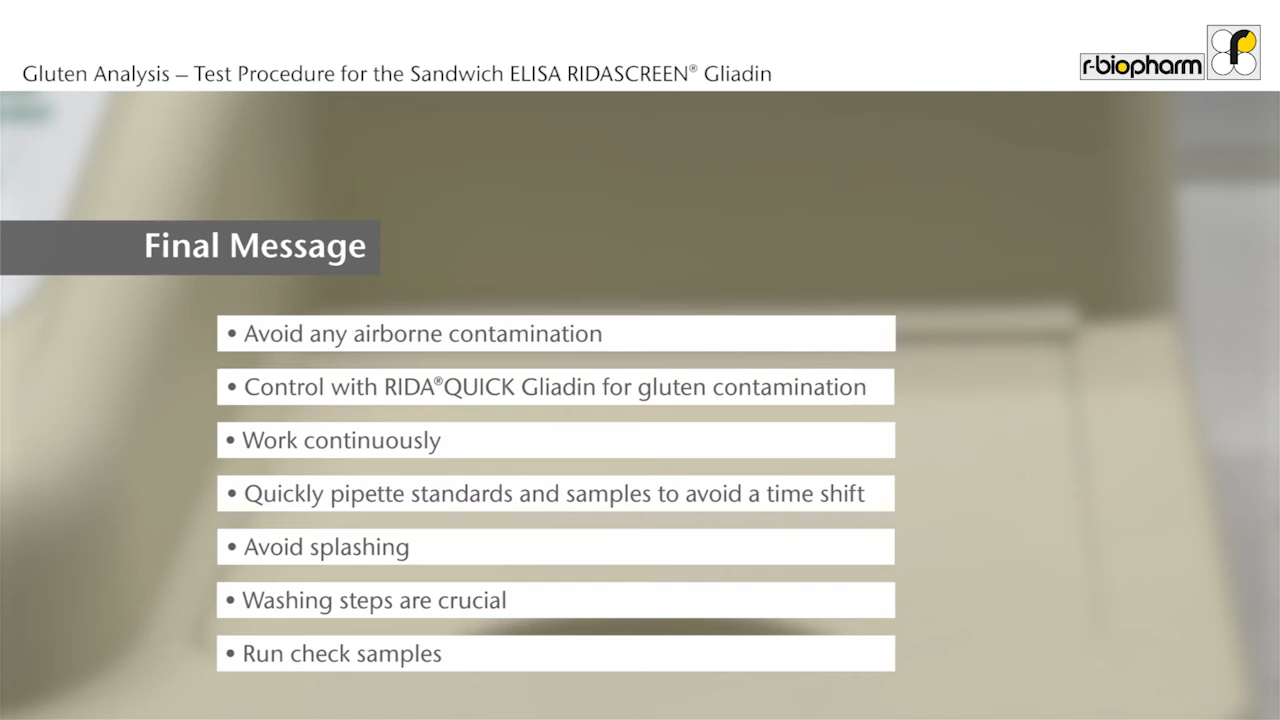 Gluten Analysis – Test Procedure for the Sandwich ELISA RIDASCREEN® Gliadin
r-biopharm
r
Final Message
• Avoid any airborne contamination
• Control with RIDA®QUICK Gliadin for gluten contamination
• Work continuously
• Quickly pipette standards and samples to avoid a time shift
• Avoid splashing
• Washing steps are crucial
• Run check samples